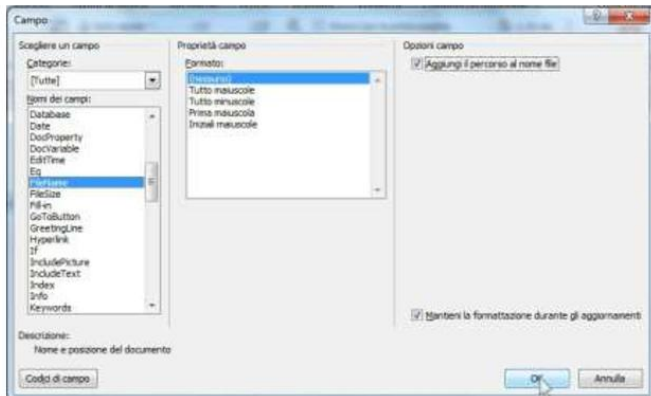 Campo
Scegliere un campo
Categorie:
[Tutte]
Nomi dei campi:
Database
Date
DocProperty
DocVariable
EditTime
Eq
FileName
FileSize
Fill-in
GoToButton
GreetingLine
Hyperlink
If
IncludePicture
IncludeText
Index
Info
Keywords
Proprietà campo
Formato:
(nessuno)
Tutto maiuscole
Tutto minuscole
Prima maiuscola
Iniziali maiuscole
Opzioni campo
Aggiungi il percorso al nome file
Mantieni la formattazione durante gli aggiornamenti
Descrizione:
Nome e posizione del documento
Codici di campo
OK
Annulla